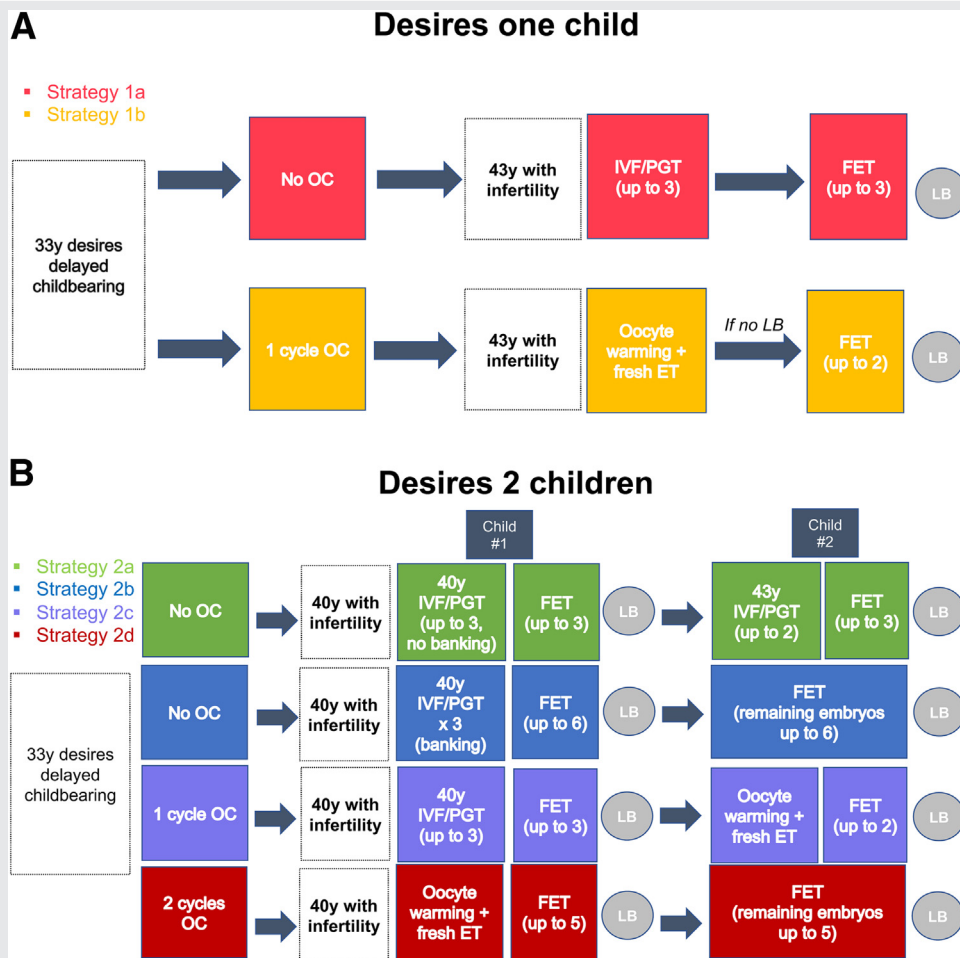 A
Desires one child
Strategy 1a
Strategy 1b
33y desires
delayed
childbearing
No OC
43y with
infertility
IVF/PGT
(up to 3)
FET
(up to 3)
LB
1 cycle OC
43y with
infertility
Oocyte
warming +
fresh ET
If no LB
FET
(up to 2)
LB
B
Desires 2 children
Child
#1
Child
#2
Strategy 2a
Strategy 2b
Strategy 2c
Strategy 2d
33y desires
delayed
childbearing
No OC
40y with
infertility
40y
IVF/PGT
(up to 3,
no banking)
FET
(up to 3)
LB
43y
IVF/PGT
(up to 2)
FET
(up to 3)
LB
No OC
40y with
infertility
40y
IVF/PGT
x 3
(banking)
FET
(up to 6)
LB
FET
(remaining embryos
up to 6)
LB
1 cycle OC
40y with
infertility
40y
IVF/PGT
(up to 3)
FET
(up to 3)
LB
Oocyte
warming +
fresh ET
FET
(up to 2)
LB
2 cycles
OC
40y with
infertility
Oocyte
warming +
fresh ET
FET
(up to 5)
LB
FET
(remaining embryos
up to 5)
LB